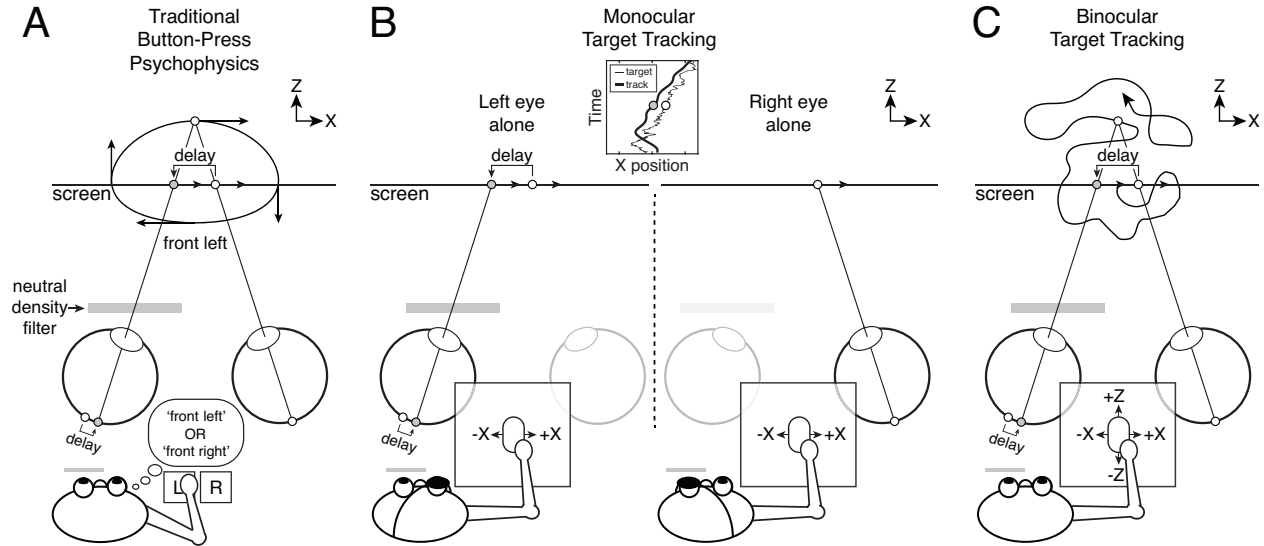 A
Traditional
Button-Press
Psychophysics
Z
X
delay
screen
front left
neutral
density
filter
delay
'front left'
OR
'front right'
L
R
B
Monocular
Target Tracking
target
track
Time
X position
Left eye
alone
Right eye
alone
Z
X
delay
screen
delay
-X
+X
-X
+X
C
Binocular
Target Tracking
Z
X
delay
screen
delay
+Z
-X
+X
-Z